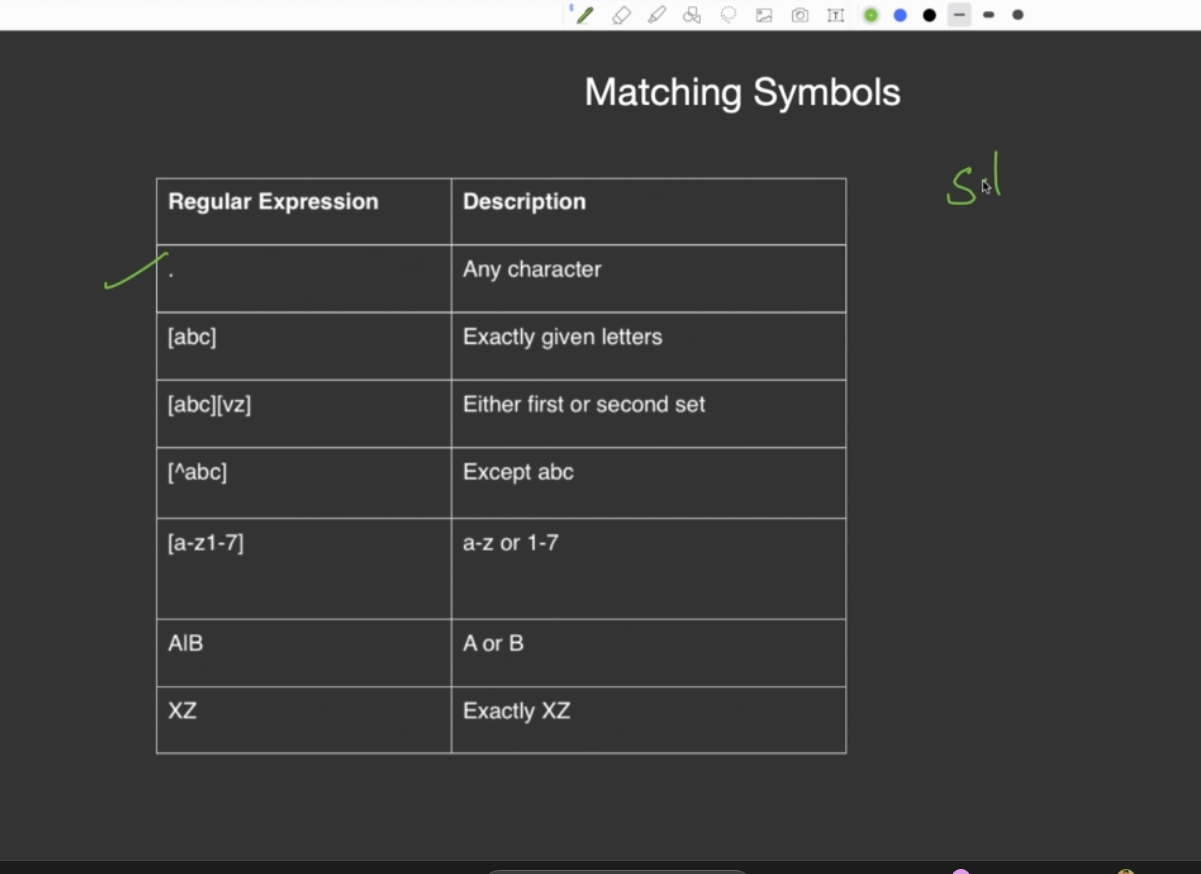 Matching Symbols
Regular Expression Description
. Any character
[abc] Exactly given letters
[abc][vz] Either first or second set
[^abc] Except abc
[a-z1-7] a-z or 1-7
A|B A or B
XZ Exactly XZ